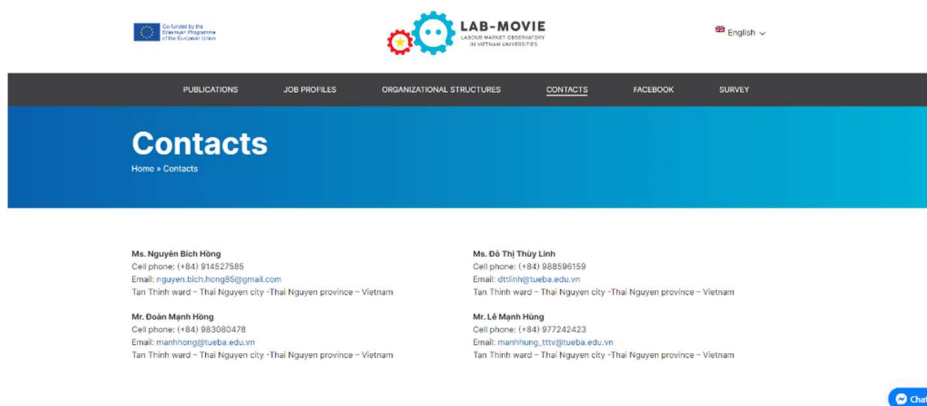 Co-funded by the
Erasmus+ Programme
of the European Union
LAB-MOVIE
LABOUR MARKET OBSERVATORY
IN VIETNAM UNIVERSITIES
English
PUBLICATIONS JOB PROFILES ORGANIZATIONAL STRUCTURES CONTACTS FACEBOOK SURVEY
Contacts
Home » Contacts
Ms. Nguyễn Bích Hồng
Cell phone: (+84) 914527585
Email: nguyen.bich.hong85@gmail.com
Tan Thinh ward – Thai Nguyen city -Thai Nguyen province – Vietnam
Ms. Đỗ Thị Thùy Linh
Cell phone: (+84) 988596159
Email: dttlinh@tueba.edu.vn
Tan Thinh ward – Thai Nguyen city -Thai Nguyen province – Vietnam
Mr. Đoàn Mạnh Hồng
Cell phone: (+84) 983080478
Email: manhhong@tueba.edu.vn
Tan Thinh ward – Thai Nguyen city -Thai Nguyen province – Vietnam
Mr. Lê Mạnh Hùng
Cell phone: (+84) 977242423
Email: manhhung_tttv@tueba.edu.vn
Tan Thinh ward – Thai Nguyen city -Thai Nguyen province – Vietnam
Chat